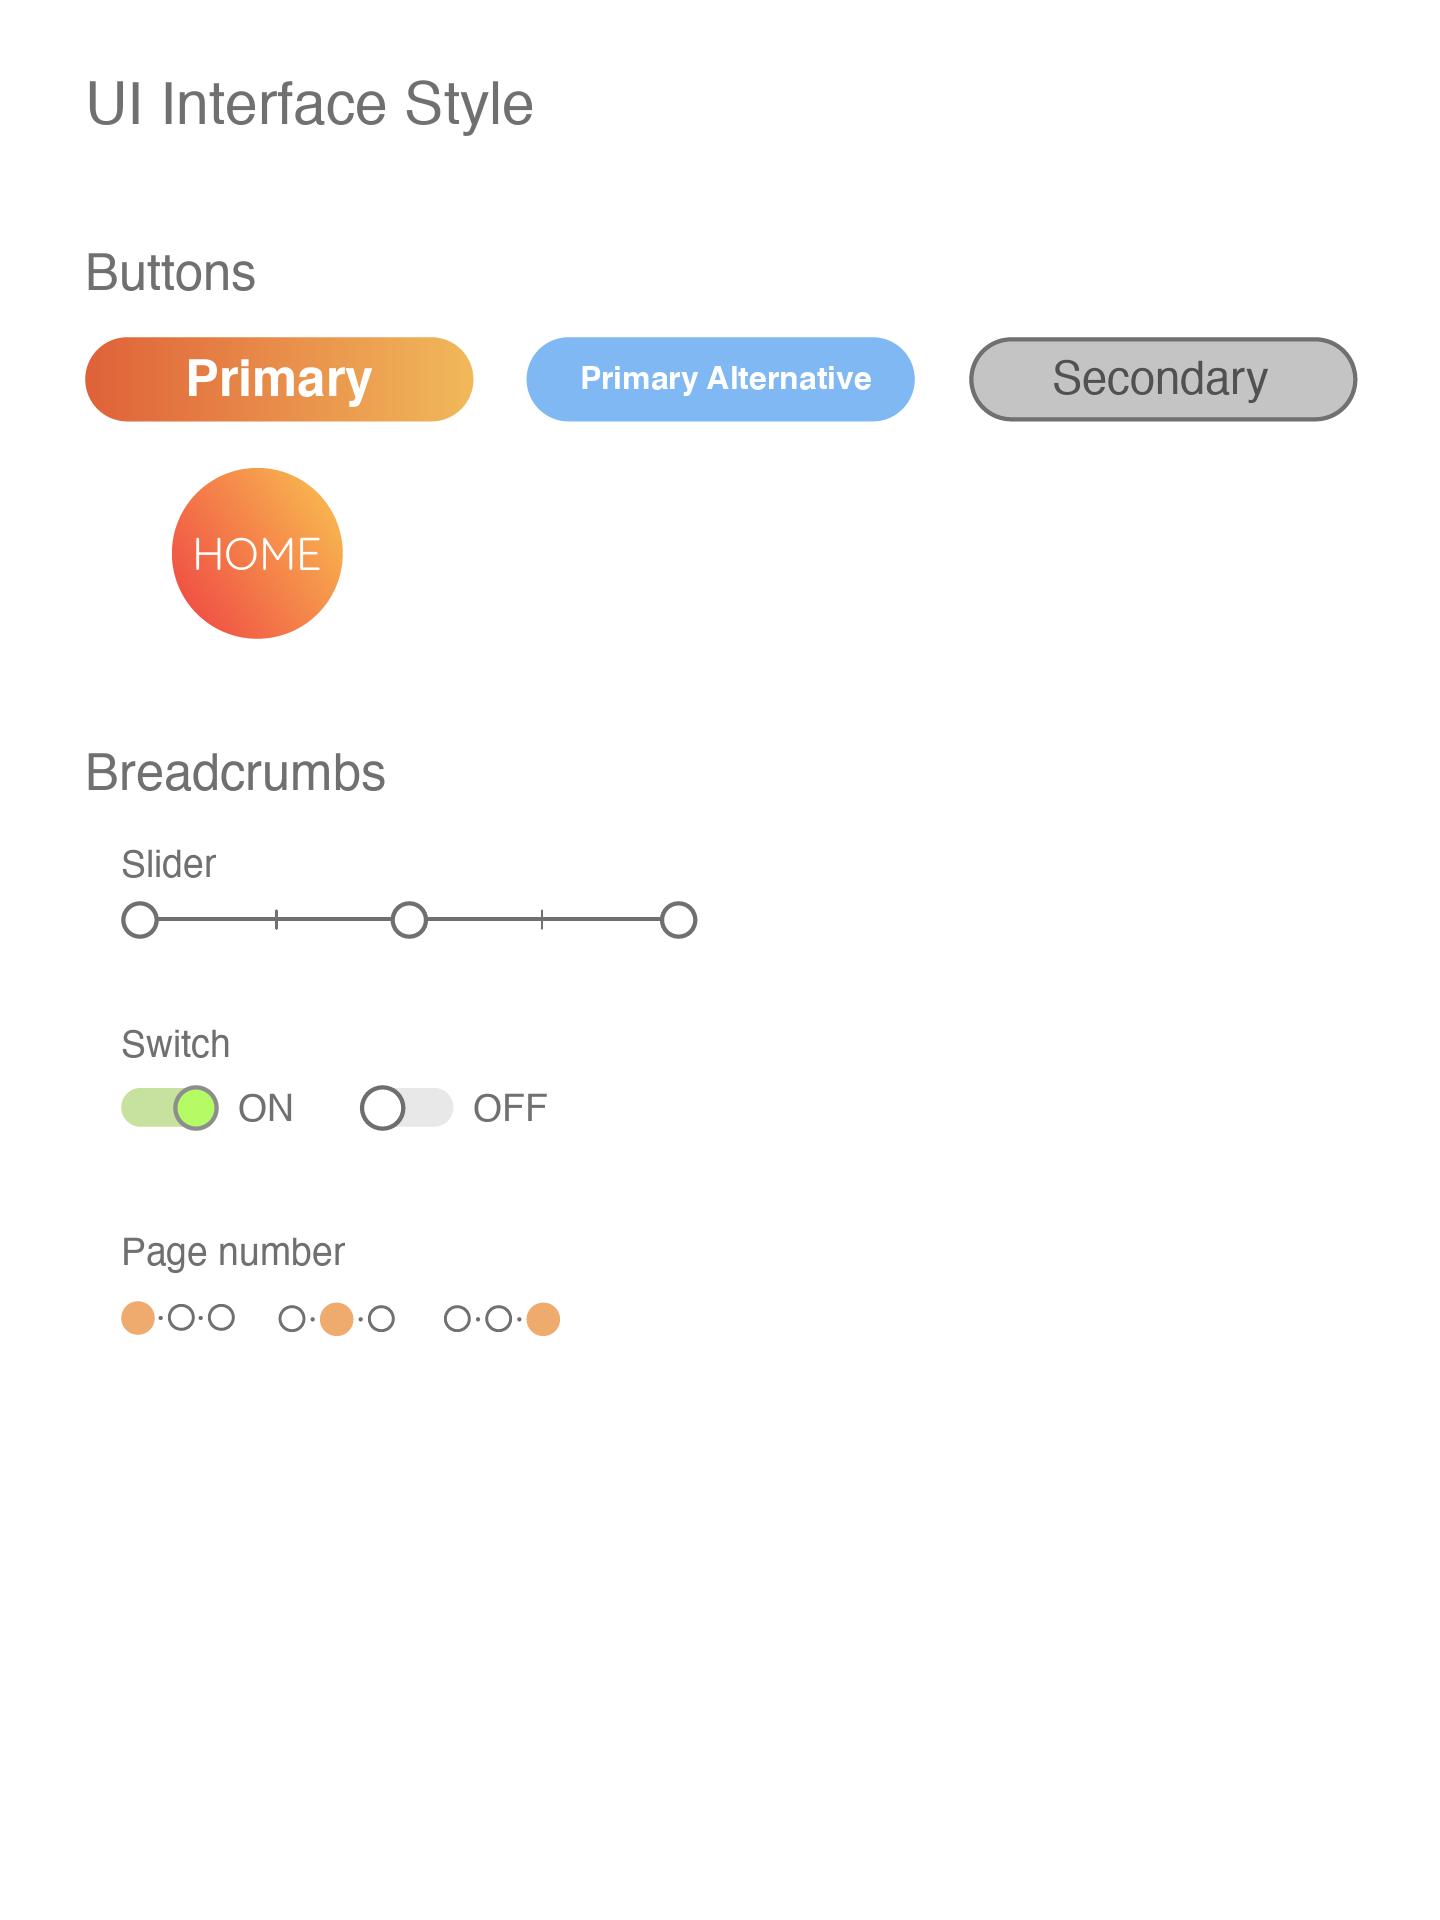 UI Interface Style
Buttons
Primary
Primary Alternative
Secondary
HOME
Breadcrumbs
Slider
Switch
ON
OFF
Page number